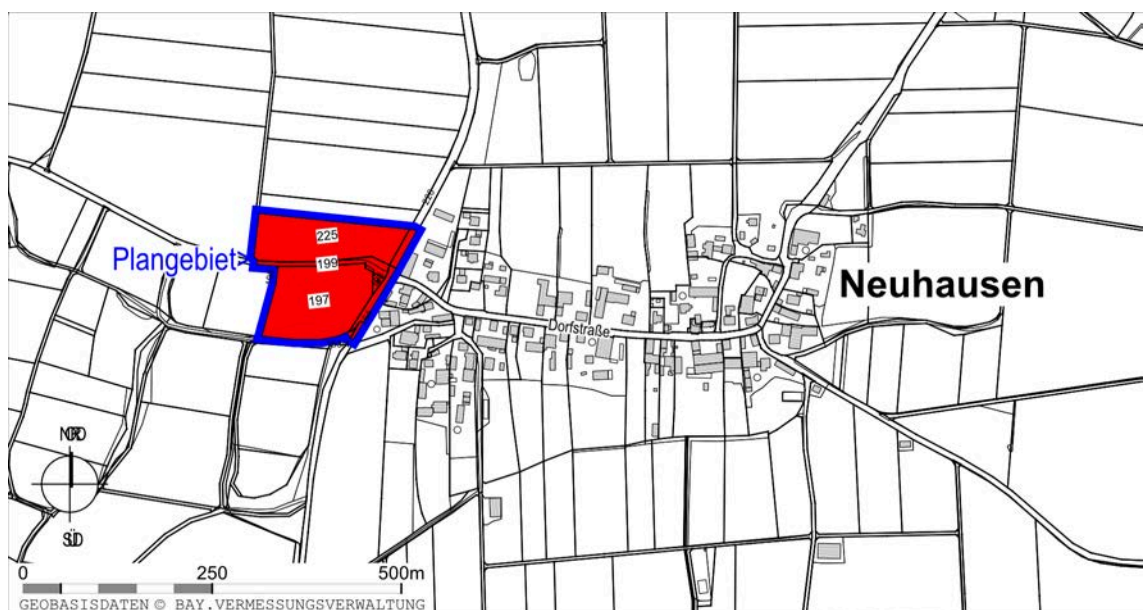 225
Plangebiet
199
197
Neuhausen
Dorfstraße
NORD
SÜD
0 250 500m
GEOBASISDATEN © BAY.VERMESSUNGSVERWALTUNG